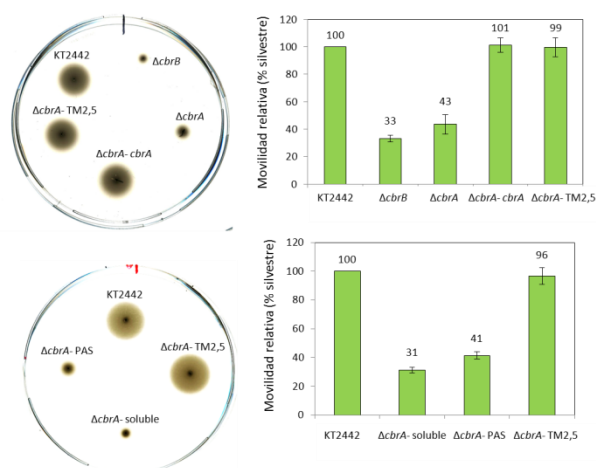 KT2442
ΔcbrB
ΔcbrA- TM2,5
ΔcbrA
ΔcbrA- cbrA
Movilidad relativa (% silvestre)
120
100
80
60
40
20
0
100
33
43
101
99
KT2442
ΔcbrB
ΔcbrA
ΔcbrA- cbrA
ΔcbrA- TM2,5
KT2442
ΔcbrA- PAS
ΔcbrA- TM2,5
ΔcbrA- soluble
Movilidad relativa (% silvestre)
120
100
80
60
40
20
0
100
31
41
96
KT2442
ΔcbrA- soluble
ΔcbrA- PAS
ΔcbrA- TM2,5